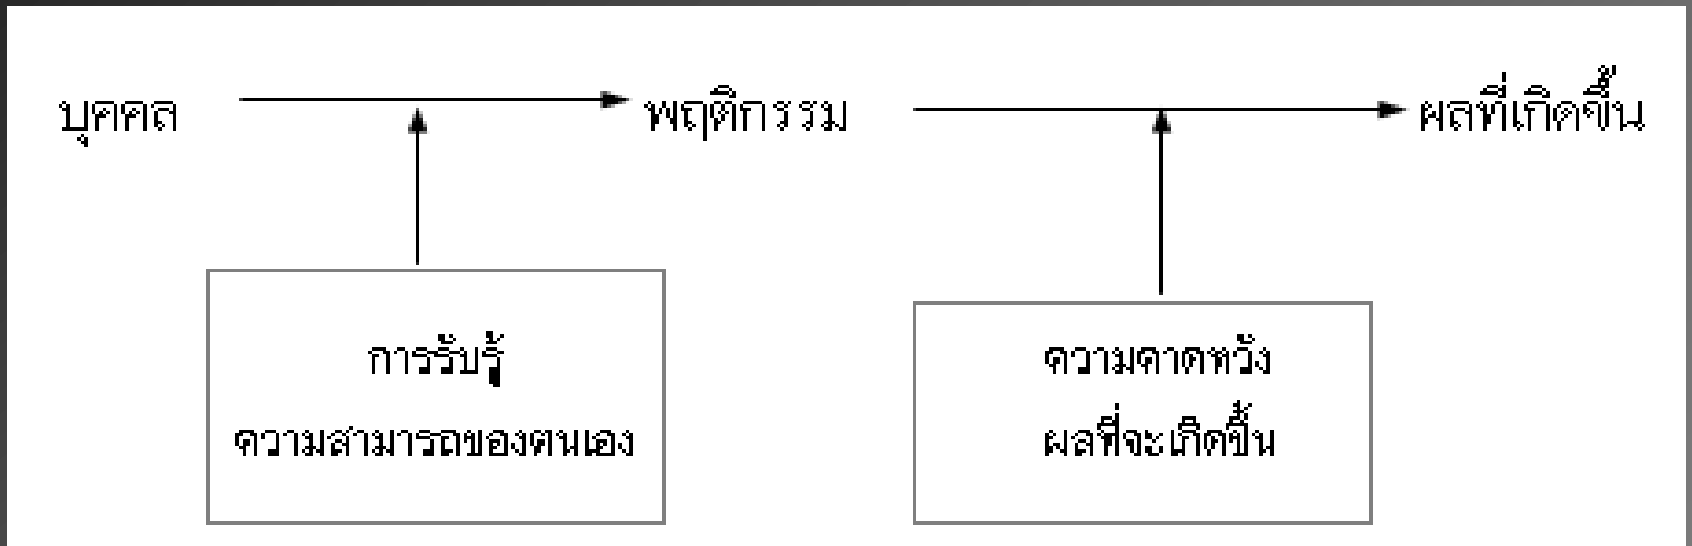 บุคคล พฤติกรรม ผลที่เกิดขึ้น
การรับรู้
ความสามารถของตนเอง
ความคาดหวัง
ผลที่จะเกิดขึ้น